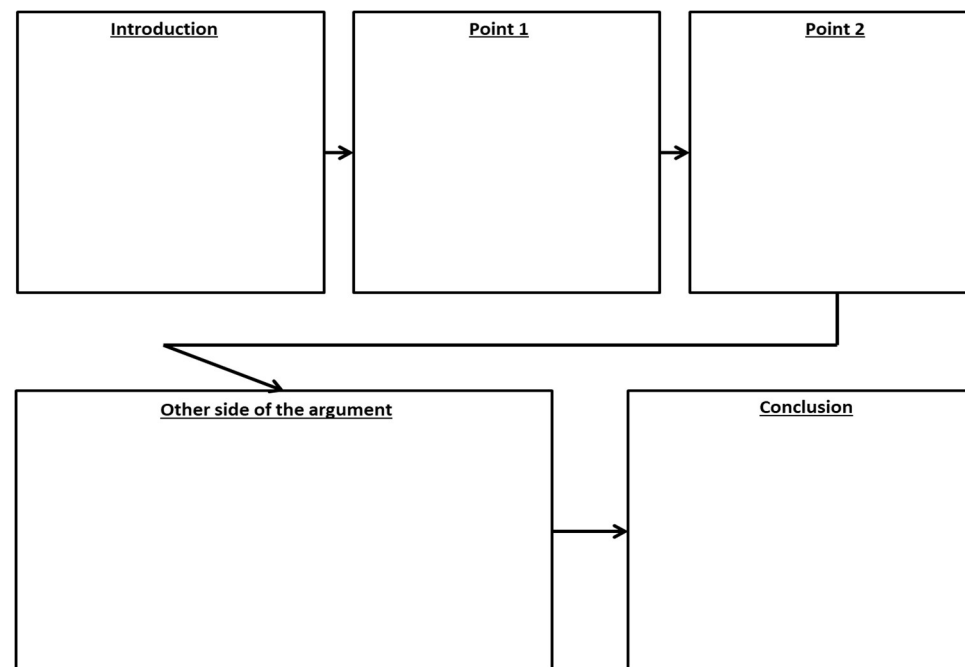 Introduction
Point 1
Point 2
Other side of the argument
Conclusion